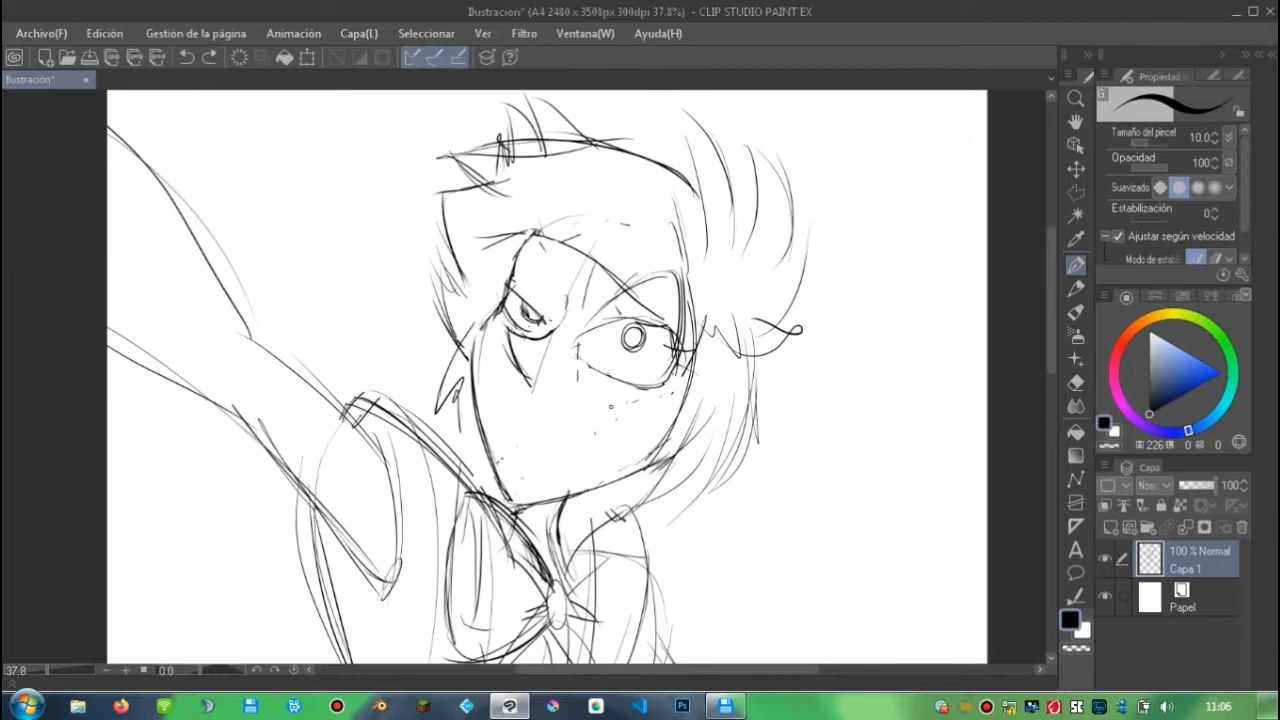 Ilustración* (A4 2480 x 3508px 300dpi 37.8%) - CLIP STUDIO PAINT EX
Archivo(F) Edición Gestión de la página Animación Capa(L) Seleccionar Ver Filtro Ventana(W) Ayuda(H)
Ilustración*
Propiedad d
G
Tamaño del pincel 10.0
Opacidad 100
Suavizado
Estabilización 0
Ajustar según velocidad
Modo de estab
226 L 0 0
Capa
100
100 % Normal
Capa 1
Papel
37.8 0.0
11:06